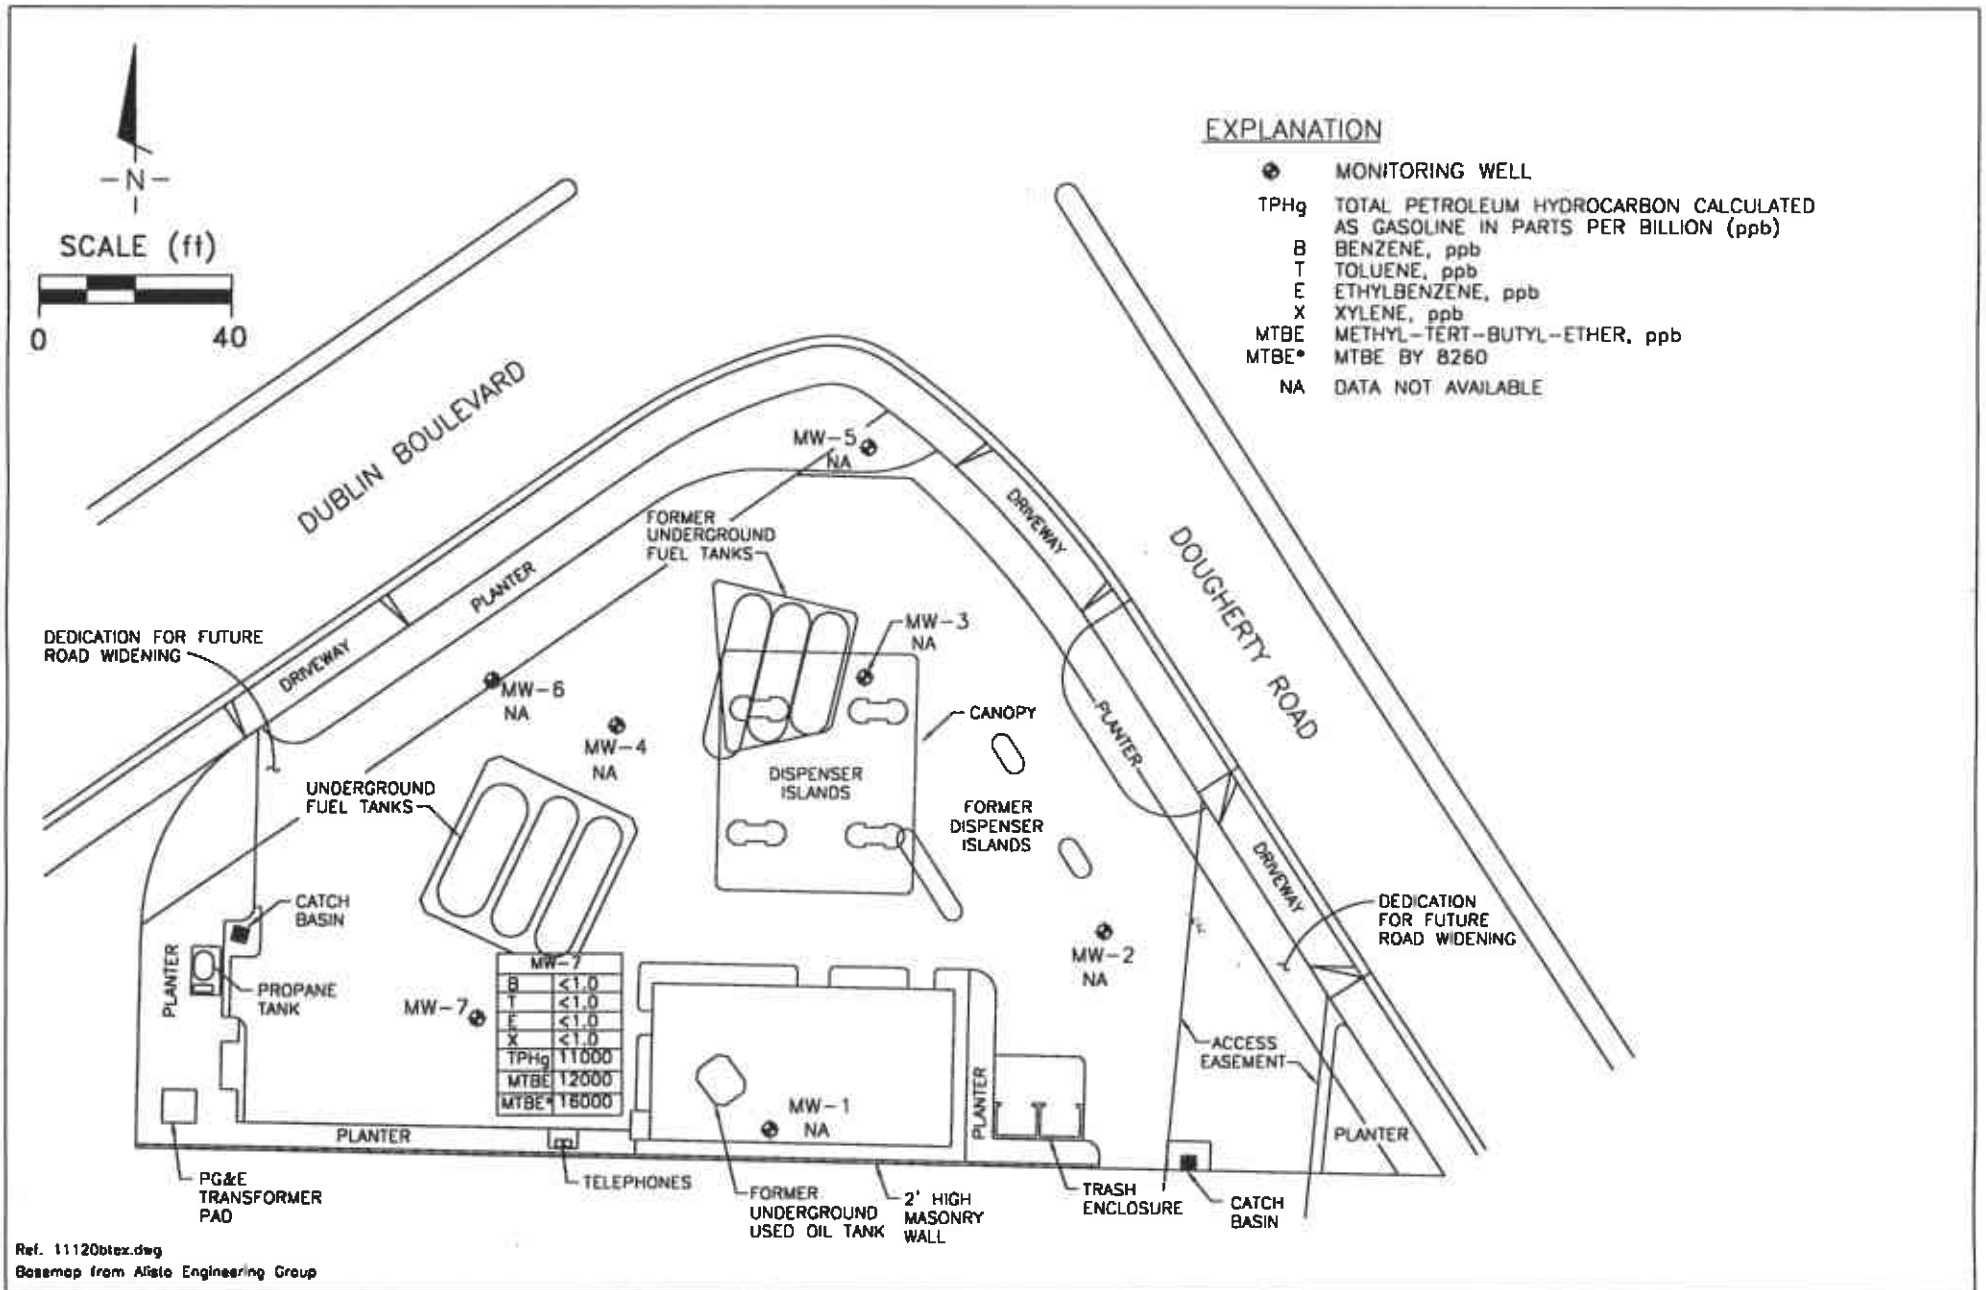 EXPLANATION
MONITORING WELL
TPHg TOTAL PETROLEUM HYDROCARBON CALCULATED
AS GASOLINE IN PARTS PER BILLION (ppb)
B BENZENE, ppb
T TOLUENE, ppb
E ETHYLBENZENE, ppb
X XYLENE, ppb
MTBE METHYL-TERT-BUTYL-ETHER, ppb
MTBE* MTBE BY 8260
NA DATA NOT AVAILABLE
-N-
SCALE (ft)
0 40
DUBLIN BOULEVARD
DOUGHERTY ROAD
MW-5
NA
FORMER
UNDERGROUND
FUEL TANKS
DRIVEWAY
PLANTER
DEDICATION FOR FUTURE
ROAD WIDENING
DRIVEWAY
MW-3
NA
MW-6
NA
MW-4
NA
CANOPY
PLANTER
DISPENSER
ISLANDS
UNDERGROUND
FUEL TANKS
FORMER
DISPENSER
ISLANDS
DRIVEWAY
DEDICATION
FOR FUTURE
ROAD WIDENING
CATCH
BASIN
MW-2
NA
PLANTER
PROPANE
TANK
MW-7
MW-7
B <1.0
T <1.0
E <1.0
X <1.0
TPHg 11000
MTBE 12000
MTBE* 16000
ACCESS
EASEMENT
PLANTER
MW-1
NA
PLANTER
PLANTER
PG&E
TRANSFORMER
PAD
TELEPHONES
FORMER
UNDERGROUND
USED OIL TANK
2' HIGH
MASONRY
WALL
TRASH
ENCLOSURE
CATCH
BASIN
Ref. 11120btex.dwg
Basemap from Alisto Engineering Group